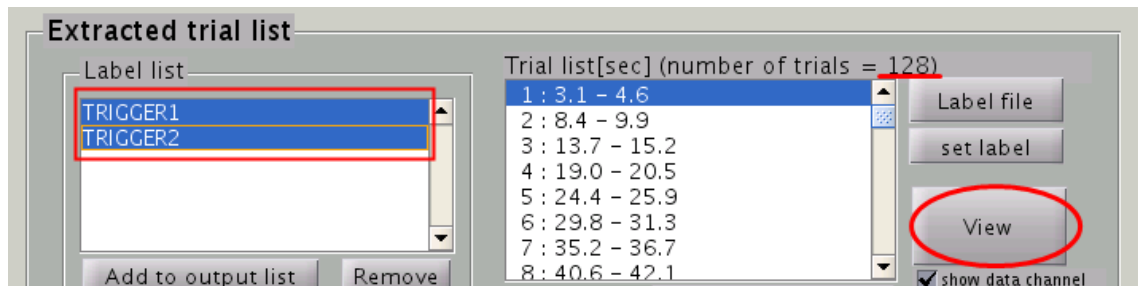 Extracted trial list
Label list
TRIGGER1
TRIGGER2
Add to output list
Remove
Trial list[sec] (number of trials = 128)
1 : 3.1 - 4.6
2 : 8.4 - 9.9
3 : 13.7 - 15.2
4 : 19.0 - 20.5
5 : 24.4 - 25.9
6 : 29.8 - 31.3
7 : 35.2 - 36.7
8 : 40.6 - 42.1
Label file
set label
View
show data channel